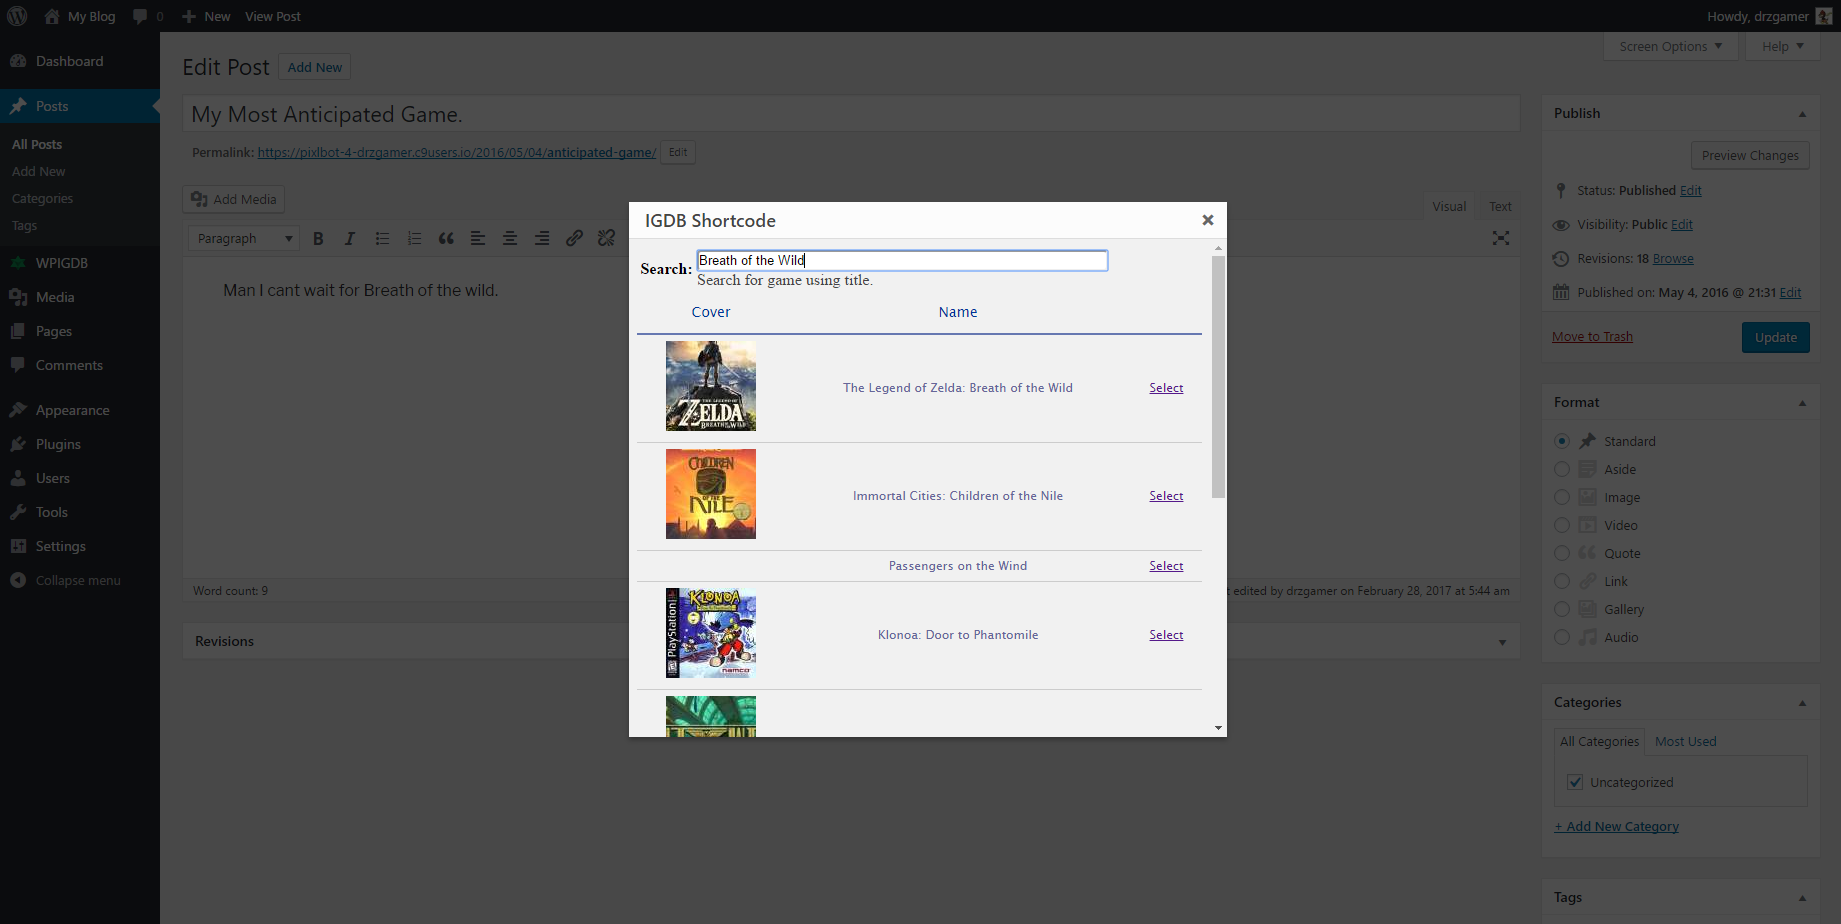 My Blog 0 New View Post Howdy, drzgamer
Dashboard
Posts
All Posts
Add New
Categories
Tags
WPIGDB
Media
Pages
Comments
Appearance
Plugins
Users
Tools
Settings
Collapse menu
Screen Options Help
Edit Post Add New
My Most Anticipated Game.
Permalink: https://pixlbot-4-drzgamer.c9users.io/2016/05/04/anticipated-game/ Edit
Add Media
Visual Text
Paragraph B I
Man I cant wait for Breath of the wild.
Word count: 9
edited by drzgamer on February 28, 2017 at 5:44 am
Revisions
IGDB Shortcode
Search: Breath of the Wild
Search for game using title.
Cover Name
THE LEGEND OF
ZELDA
BREATH OF THE WILD
The Legend of Zelda: Breath of the Wild Select
CHILDREN
OF THE
NILE
Immortal Cities: Children of the Nile Select
Passengers on the Wind Select
PlayStation
KLONOA
namco
Klonoa: Door to Phantomile Select
Publish
Preview Changes
Status: Published Edit
Visibility: Public Edit
Revisions: 18 Browse
Published on: May 4, 2016 @ 21:31 Edit
Move to Trash Update
Format
Standard
Aside
Image
Video
Quote
Link
Gallery
Audio
Categories
All Categories Most Used
Uncategorized
+ Add New Category
Tags